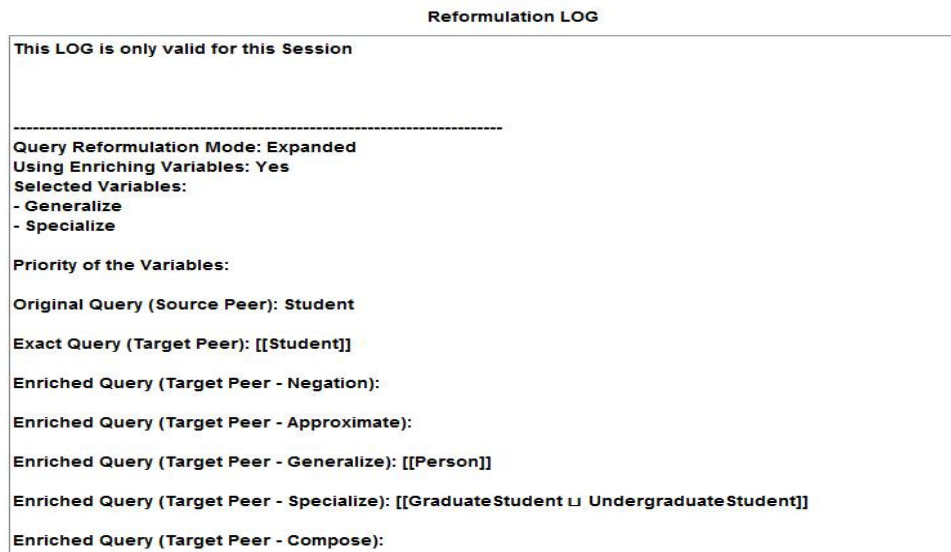 Reformulation LOG
This LOG is only valid for this Session
---------------------------------------------------------------------------
Query Reformulation Mode: Expanded
Using Enriching Variables: Yes
Selected Variables:
- Generalize
- Specialize
Priority of the Variables:
Original Query (Source Peer): Student
Exact Query (Target Peer): [[Student]]
Enriched Query (Target Peer - Negation):
Enriched Query (Target Peer - Approximate):
Enriched Query (Target Peer - Generalize): [[Person]]
Enriched Query (Target Peer - Specialize): [[GraduateStudent ⊔ UndergraduateStudent]]
Enriched Query (Target Peer - Compose):